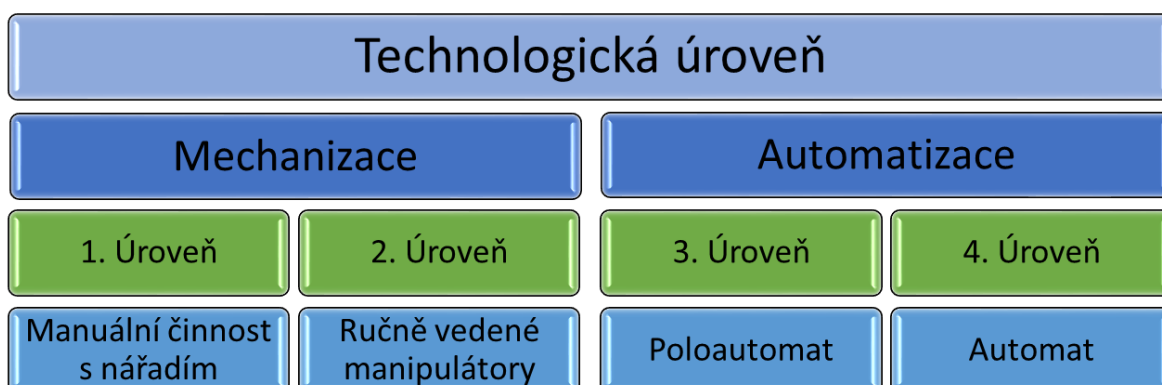 Technologická úroveň
Mechanizace
Automatizace
1. Úroveň
2. Úroveň
3. Úroveň
4. Úroveň
Manuální činnost
s nářadím
Ručně vedené
manipulátory
Poloautomat
Automat